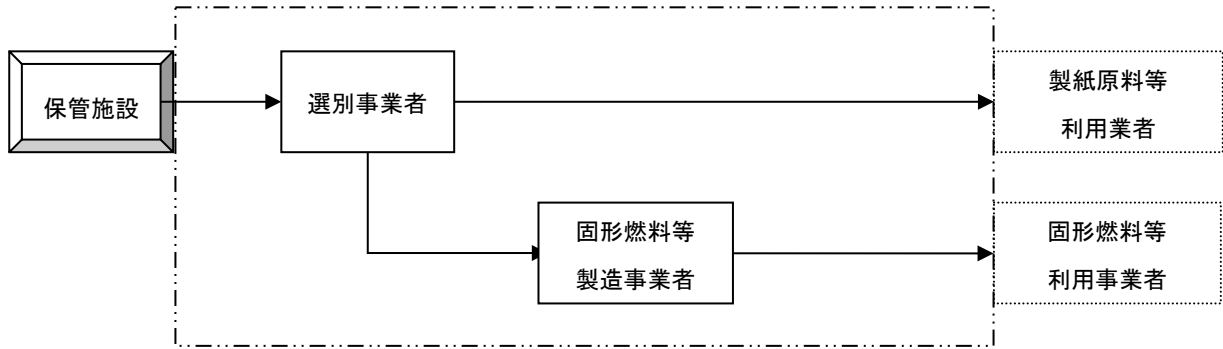 保管施設
選別事業者
製紙原料等
利用業者
固形燃料等
製造事業者
固形燃料等
利用事業者